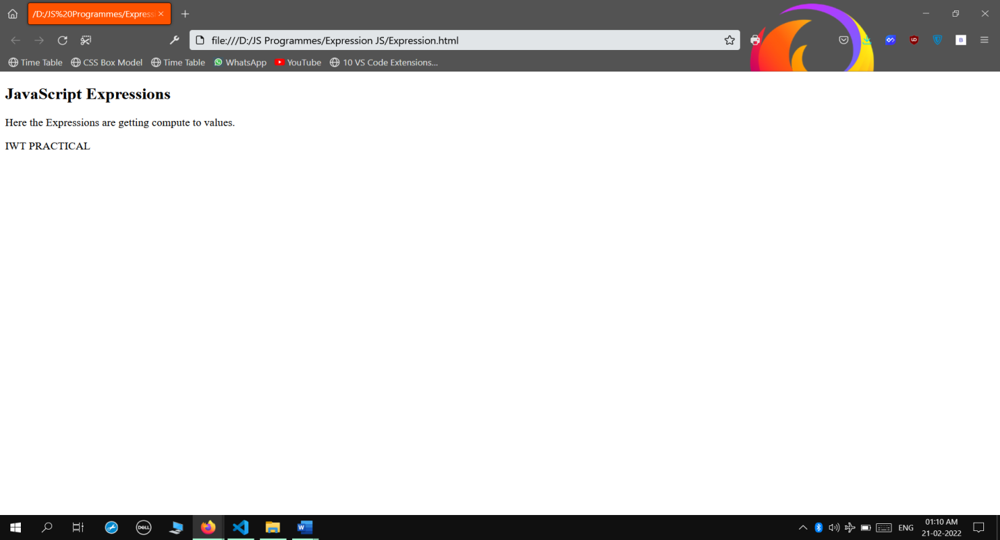 /D:/JS%20Programmes/Express
file:///D:/JS Programmes/Expression JS/Expression.html
Time Table CSS Box Model Time Table WhatsApp YouTube 10 VS Code Extensions...
JavaScript Expressions
Here the Expressions are getting compute to values.
IWT PRACTICAL
DELL
W
ENG
01:10 AM
21-02-2022